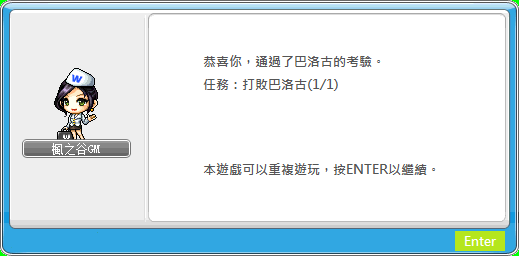 恭喜你，通過了巴洛古的考驗。
任務：打敗巴洛古(1/1)
W
楓之谷GM
本遊戲可以重複遊玩，按ENTER以繼續。
Enter